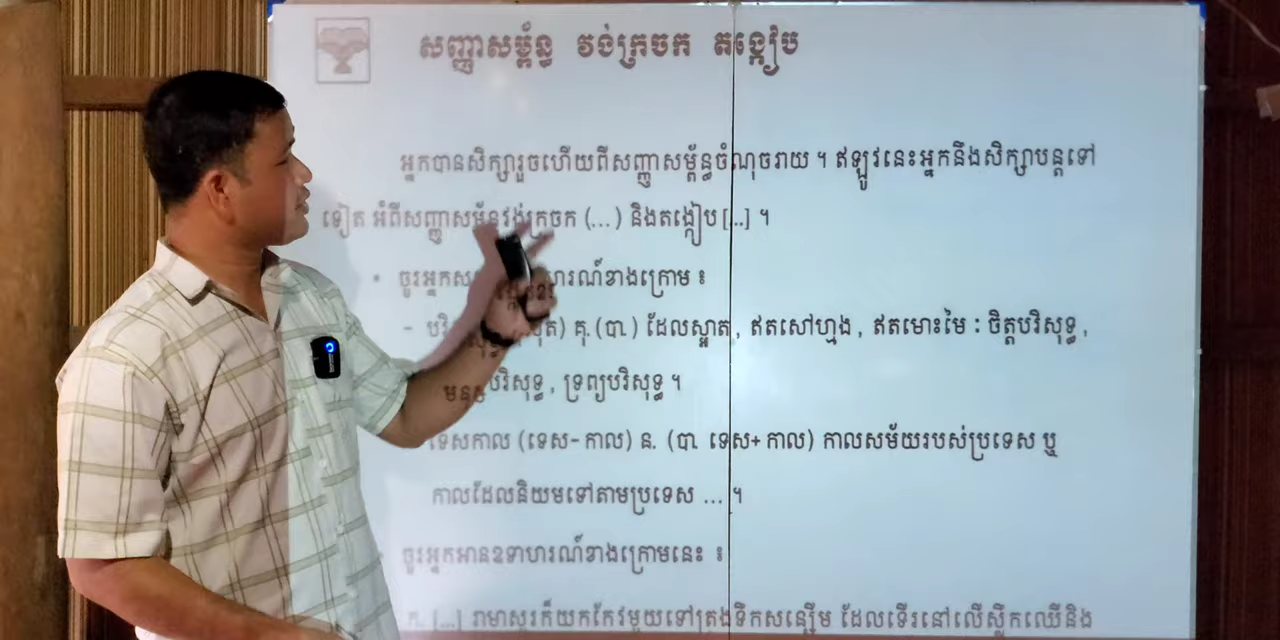 សញ្ញាសម្ព័ន្ធ វង់ក្រចក តង្កៀប
អ្នកបានសិក្សារួចហើយពីសញ្ញាសម្ព័ន្ធចំណុចរាយ ។ ឥឡូវនេះអ្នកនឹងសិក្សាបន្តទៅ
ទៀត អំពីសញ្ញាសម្ព័ន្ធវង់ក្រចក (...) និងតង្កៀប [...] ។
• ចូរអ្នក ខាងក្រោម ៖
- គុ. (បា.) ដែលស្អាត , ឥតសៅហ្មង , ឥតមោះមៃ : ចិត្តបរិសុទ្ធ ,
បរិសុទ្ធ , ទ្រព្យបរិសុទ្ធ ។
ទេសកាល (ទេស- កាល) ន. (បា. ទេស+ កាល) កាលសម័យរបស់ប្រទេស ឬ
កាលដែលនិយមទៅតាមប្រទេស ... ។
ចូរអ្នកអានឧទាហរណ៍ខាងក្រោមនេះ ៖
ក. [...] រាមាសូរក៏យកកែវមួយទៅត្រងទឹកសន្សើម ដែលទើរនៅលើស្លឹកឈើនិង